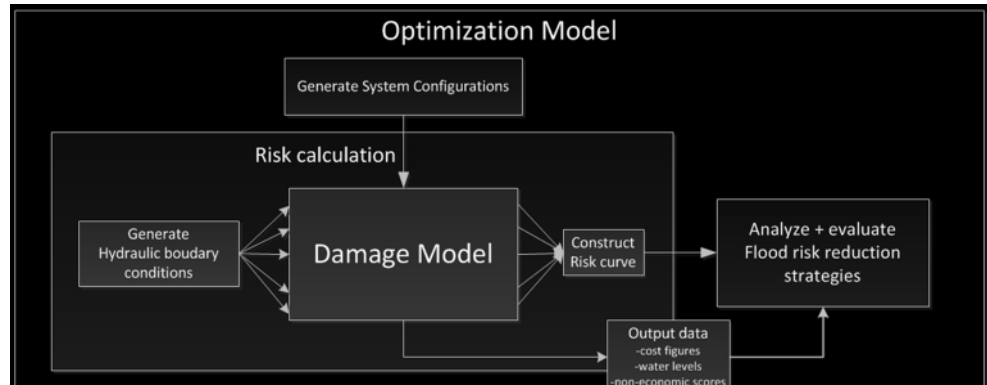 Optimization Model
Generate System Configurations
Risk calculation
Generate
Hydraulic boudary
conditions
Damage Model
Construct
Risk curve
Analyze + evaluate
Flood risk reduction
strategies
Output data
-cost figures
-water levels
-non-economic scores